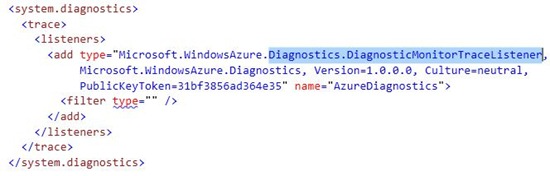 <system.diagnostics>
<trace>
<listeners>
<add type="Microsoft.WindowsAzure.Diagnostics.DiagnosticMonitorTraceListener,
Microsoft.WindowsAzure.Diagnostics, Version=1.0.0.0, Culture=neutral,
PublicKeyToken=31bf3856ad364e35" name="AzureDiagnostics">
<filter type="" />
</add>
</listeners>
</trace>
</system.diagnostics>